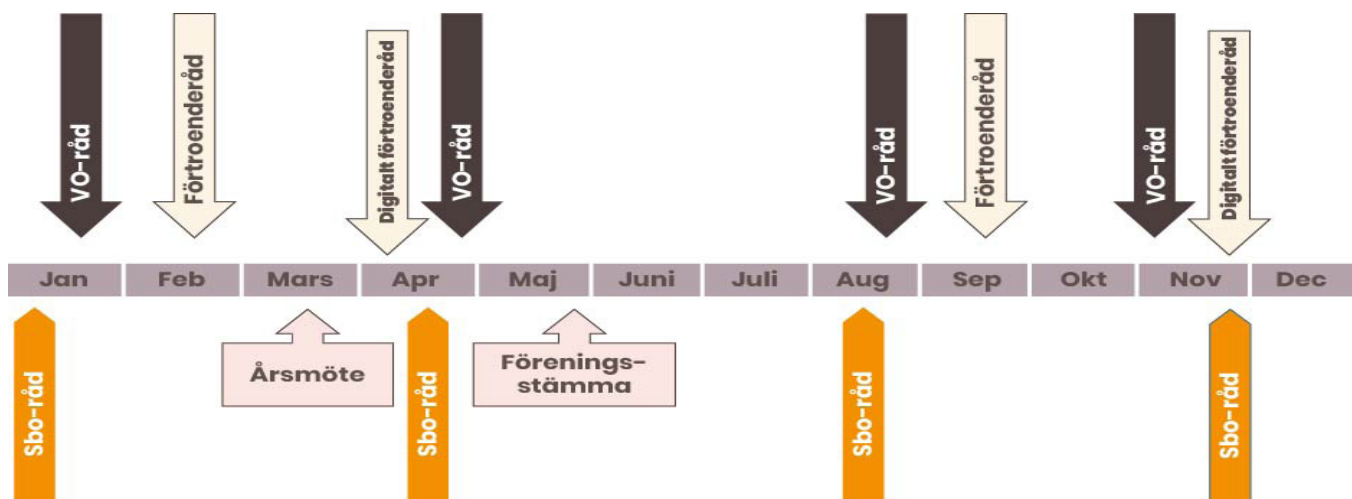 VO-råd
Förtroenderåd
Digitalt förtroenderåd
VO-råd
VO-råd
Förtroenderåd
VO-råd
Digitalt förtroenderåd
Jan
Feb
Mars
Apr
Maj
Juni
Juli
Aug
Sep
Okt
Nov
Dec
Sbo-råd
Årsmöte
Sbo-råd
Förenings-
stämma
Sbo-råd
Sbo-råd